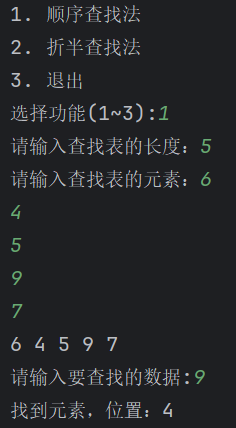 1. 顺序查找法
2. 折半查找法
3. 退出
选择功能(1~3):1
请输入查找表的长度：5
请输入查找表的元素：6
4
5
9
7
6 4 5 9 7
请输入要查找的数据:9
找到元素，位置：4